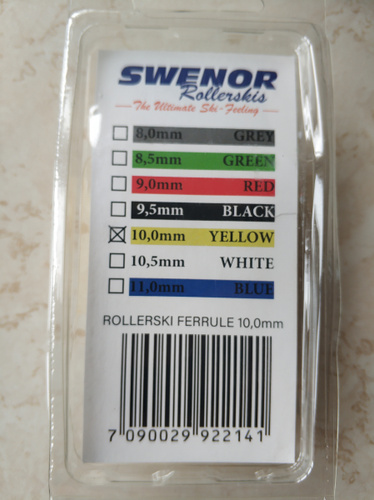 SWENOR
Rollerskis
The Ultimate Ski-Feeling
8,0mm GREY
8,5mm GREEN
9,0mm RED
9,5mm BLACK
10,0mm YELLOW
10,5mm WHITE
11,0mm BLUE
ROLLERSKI FERRULE 10,0mm
7 090029 922141